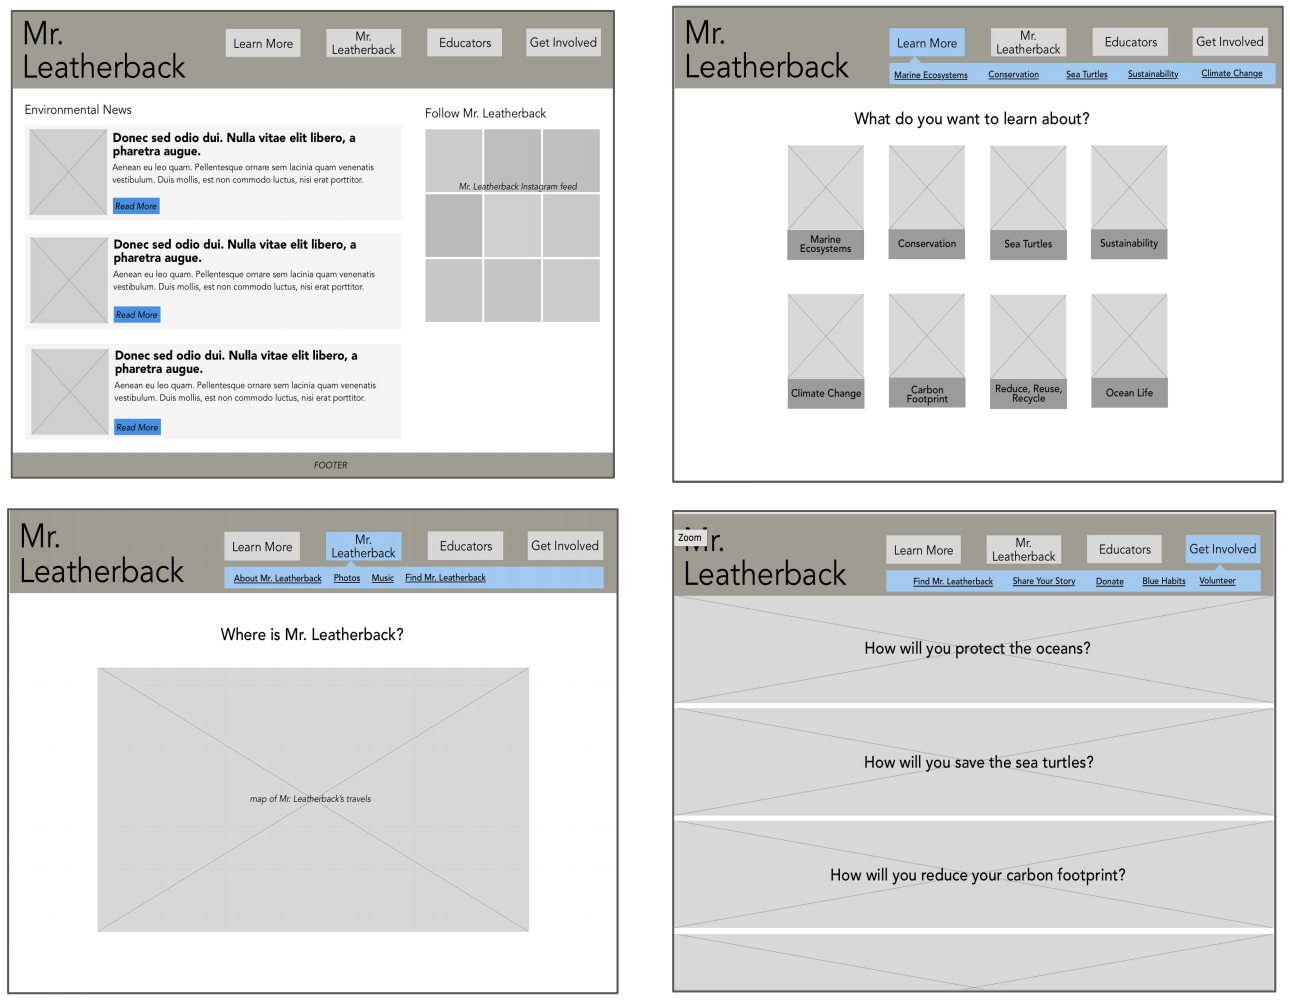 Mr.
Leatherback
Learn More
Mr.
Leatherback
Educators
Get Involved
Environmental News
Donec sed odio dui. Nulla vitae elit libero, a
pharetra augue.
Aenean eu leo quam. Pellentesque ornare sem lacinia quam venenatis
vestibulum. Duis mollis, est non commodo luctus, nisi erat porttitor.
Read More
Donec sed odio dui. Nulla vitae elit libero, a
pharetra augue.
Aenean eu leo quam. Pellentesque ornare sem lacinia quam venenatis
vestibulum. Duis mollis, est non commodo luctus, nisi erat porttitor.
Read More
Donec sed odio dui. Nulla vitae elit libero, a
pharetra augue.
Aenean eu leo quam. Pellentesque ornare sem lacinia quam venenatis
vestibulum. Duis mollis, est non commodo luctus, nisi erat porttitor.
Read More
Follow Mr. Leatherback
Mr. Leatherback Instagram feed
FOOTER
Mr.
Leatherback
Learn More
Mr.
Leatherback
Educators
Get Involved
Marine Ecosystems
Conservation
Sea Turtles
Sustainability
Climate Change
What do you want to learn about?
Marine
Ecosystems
Conservation
Sea Turtles
Sustainability
Climate Change
Carbon
Footprint
Reduce, Reuse,
Recycle
Ocean Life
Mr.
Leatherback
Learn More
Mr.
Leatherback
Educators
Get Involved
About Mr. Leatherback
Photos
Music
Find Mr. Leatherback
Where is Mr. Leatherback?
map of Mr. Leatherback's travels
Zoom
Mr.
Leatherback
Learn More
Mr.
Leatherback
Educators
Get Involved
Find Mr. Leatherback
Share Your Story
Donate
Blue Habits
Volunteer
How will you protect the oceans?
How will you save the sea turtles?
How will you reduce your carbon footprint?